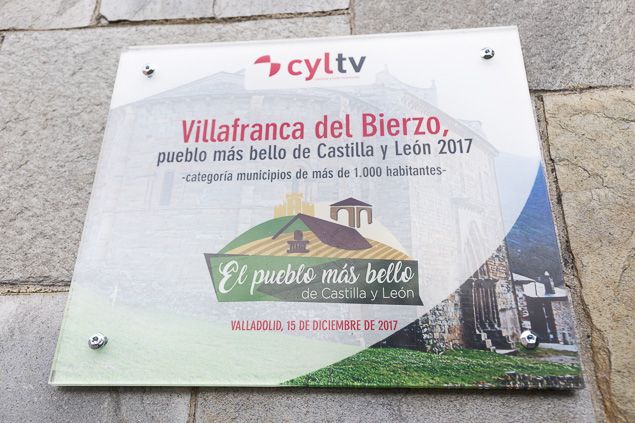 cyltv
Villafranca del Bierzo,
pueblo más bello de Castilla y León 2017
-categoría municipios de más de 1.000 habitantes-
El pueblo más bello
de Castilla y León
VALLADOLID, 15 DE DICIEMBRE DE 2017